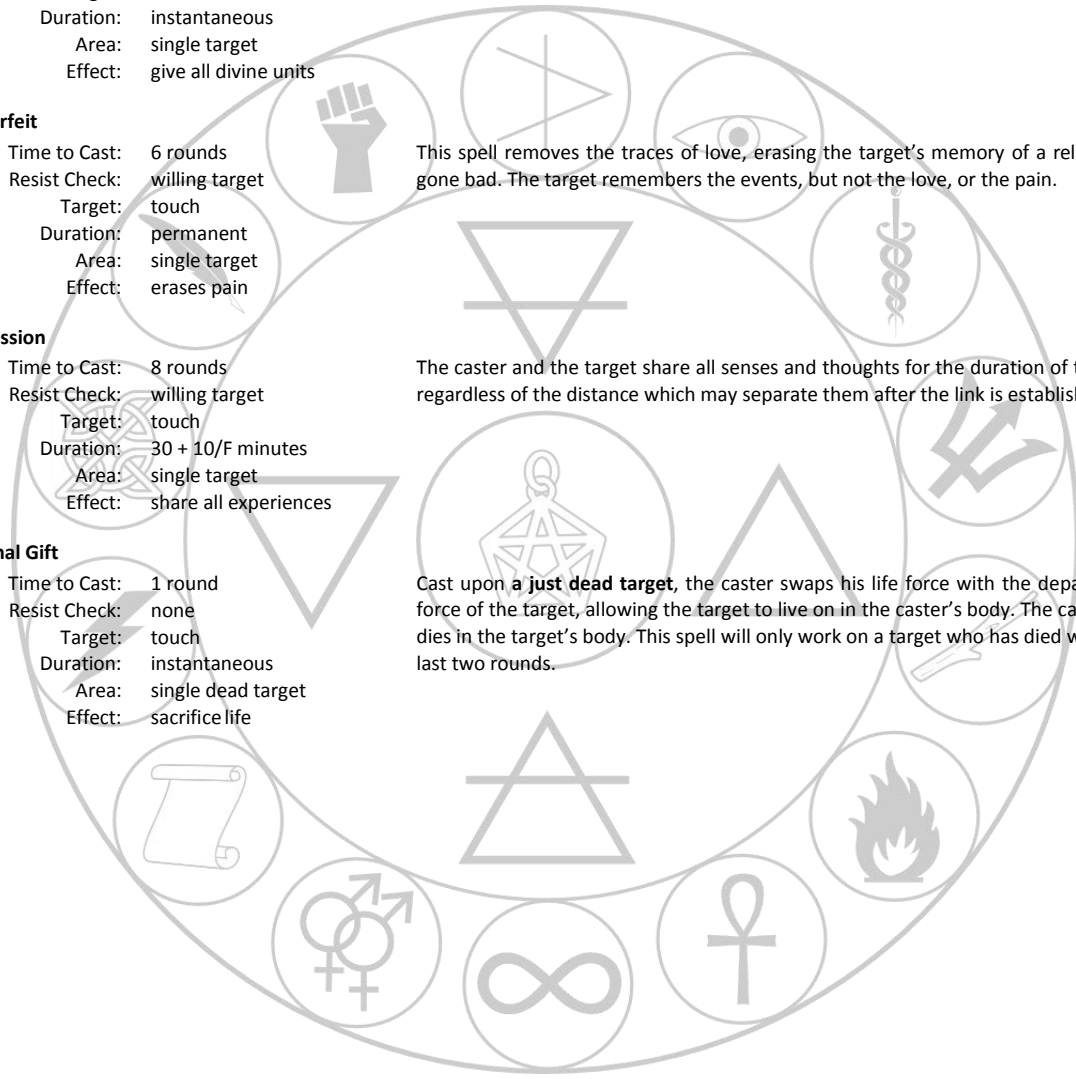 Duration: instantaneous
Area: single target
Effect: give all divine units
rfeit
Time to Cast: 6 rounds
Resist Check: willing target
Target: touch
Duration: permanent
Area: single target
Effect: erases pain
This spell removes the traces of love, erasing the target's memory of a rel
gone bad. The target remembers the events, but not the love, or the pain.
ssion
Time to Cast: 8 rounds
Resist Check: willing target
Target: touch
Duration: 30 + 10/F minutes
Area: single target
Effect: share all experiences
The caster and the target share all senses and thoughts for the duration of t
regardless of the distance which may separate them after the link is establish
nal Gift
Time to Cast: 1 round
Resist Check: none
Target: touch
Duration: instantaneous
Area: single dead target
Effect: sacrifice life
Cast upon a just dead target, the caster swaps his life force with the depa
force of the target, allowing the target to live on in the caster's body. The ca
dies in the target's body. This spell will only work on a target who has died w
last two rounds.